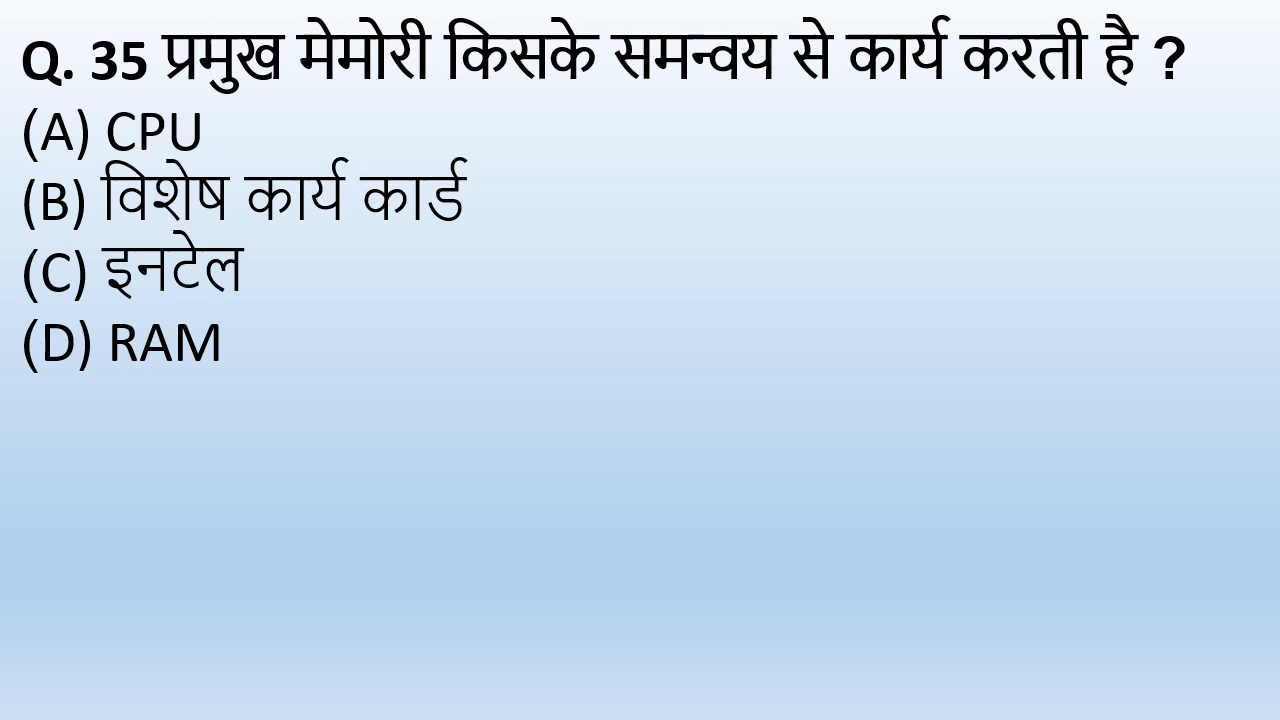 Q. 35 प्रमुख मेमोरी किसके समन्वय से कार्य करती है ?
(A) CPU
(B) विशेष कार्य कार्ड
(C) इनटेल
(D) RAM